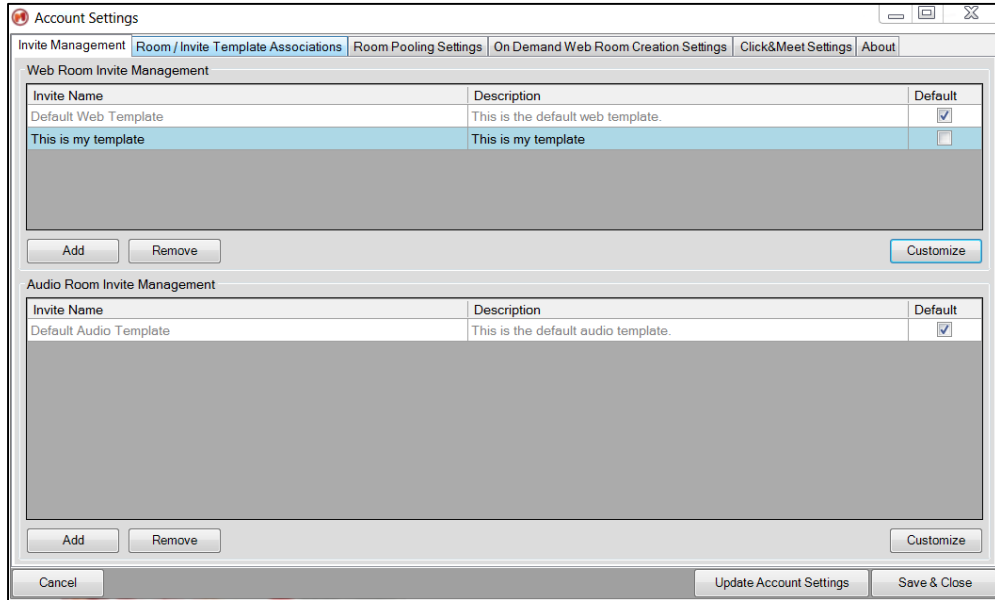 Account Settings
Invite Management Room / Invite Template Associations Room Pooling Settings On Demand Web Room Creation Settings Click&Meet Settings About
Web Room Invite Management
Invite Name Description Default
Default Web Template This is the default web template.
This is my template This is my template
Add Remove Customize
Audio Room Invite Management
Invite Name Description Default
Default Audio Template This is the default audio template.
Add Remove Customize
Cancel Update Account Settings Save & Close